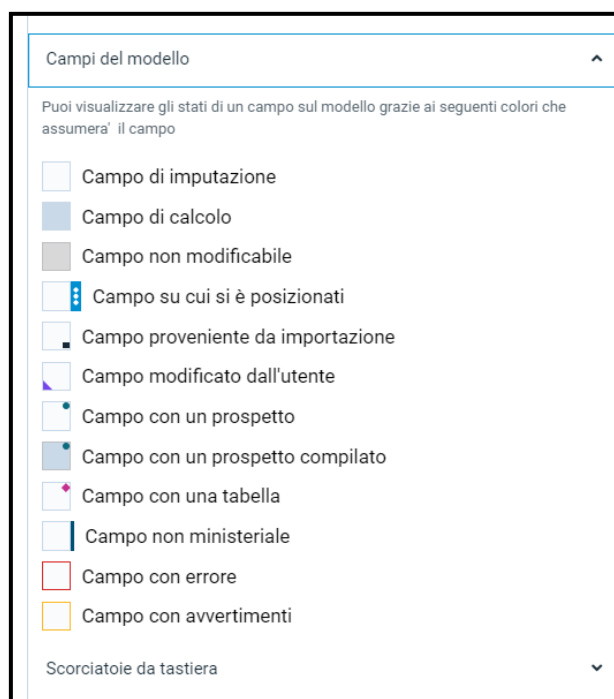 Campi del modello
Puoi visualizzare gli stati di un campo sul modello grazie ai seguenti colori che
assumera' il campo
Campo di imputazione
Campo di calcolo
Campo non modificabile
Campo su cui si è posizionati
Campo proveniente da importazione
Campo modificato dall'utente
Campo con un prospetto
Campo con un prospetto compilato
Campo con una tabella
Campo non ministeriale
Campo con errore
Campo con avvertimenti
Scorciatoie da tastiera